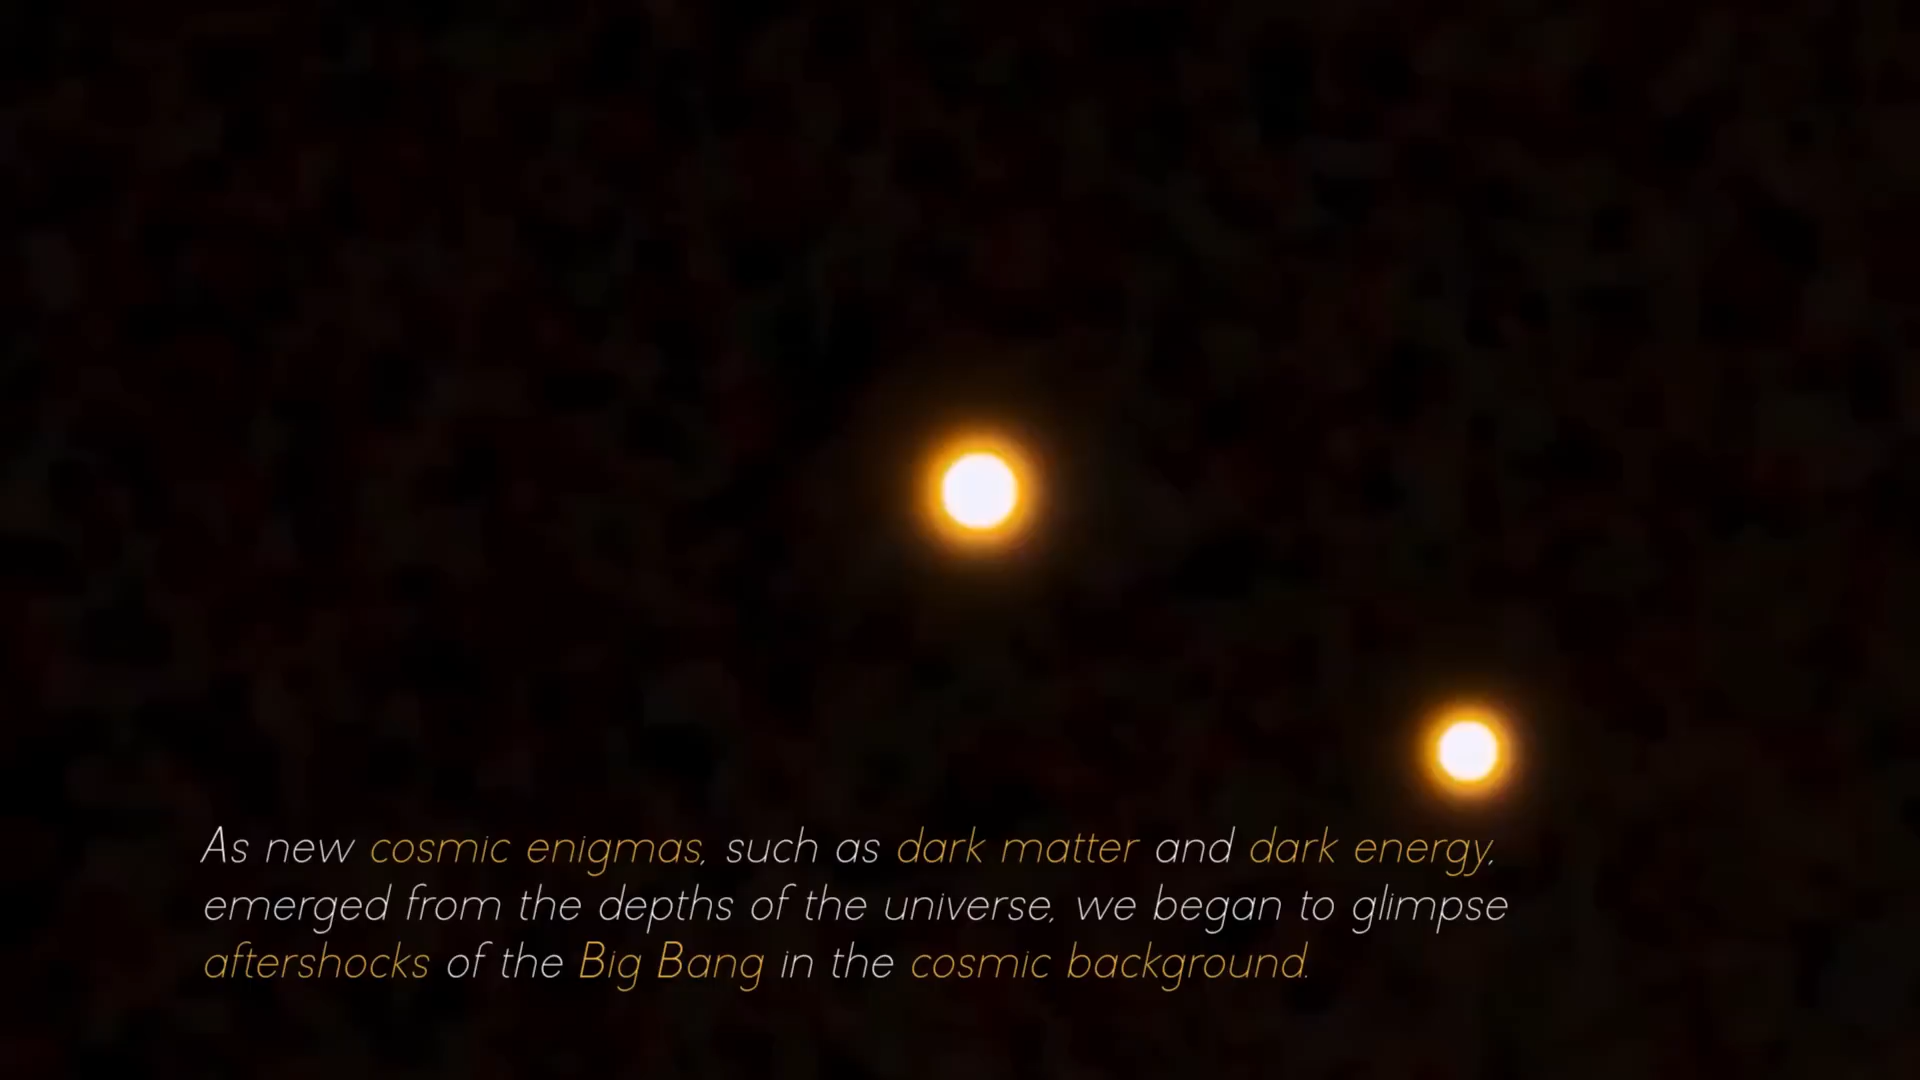 As new cosmic enigmas, such as dark matter and dark energy,
emerged from the depths of the universe, we began to glimpse
aftershocks of the Big Bang in the cosmic background.